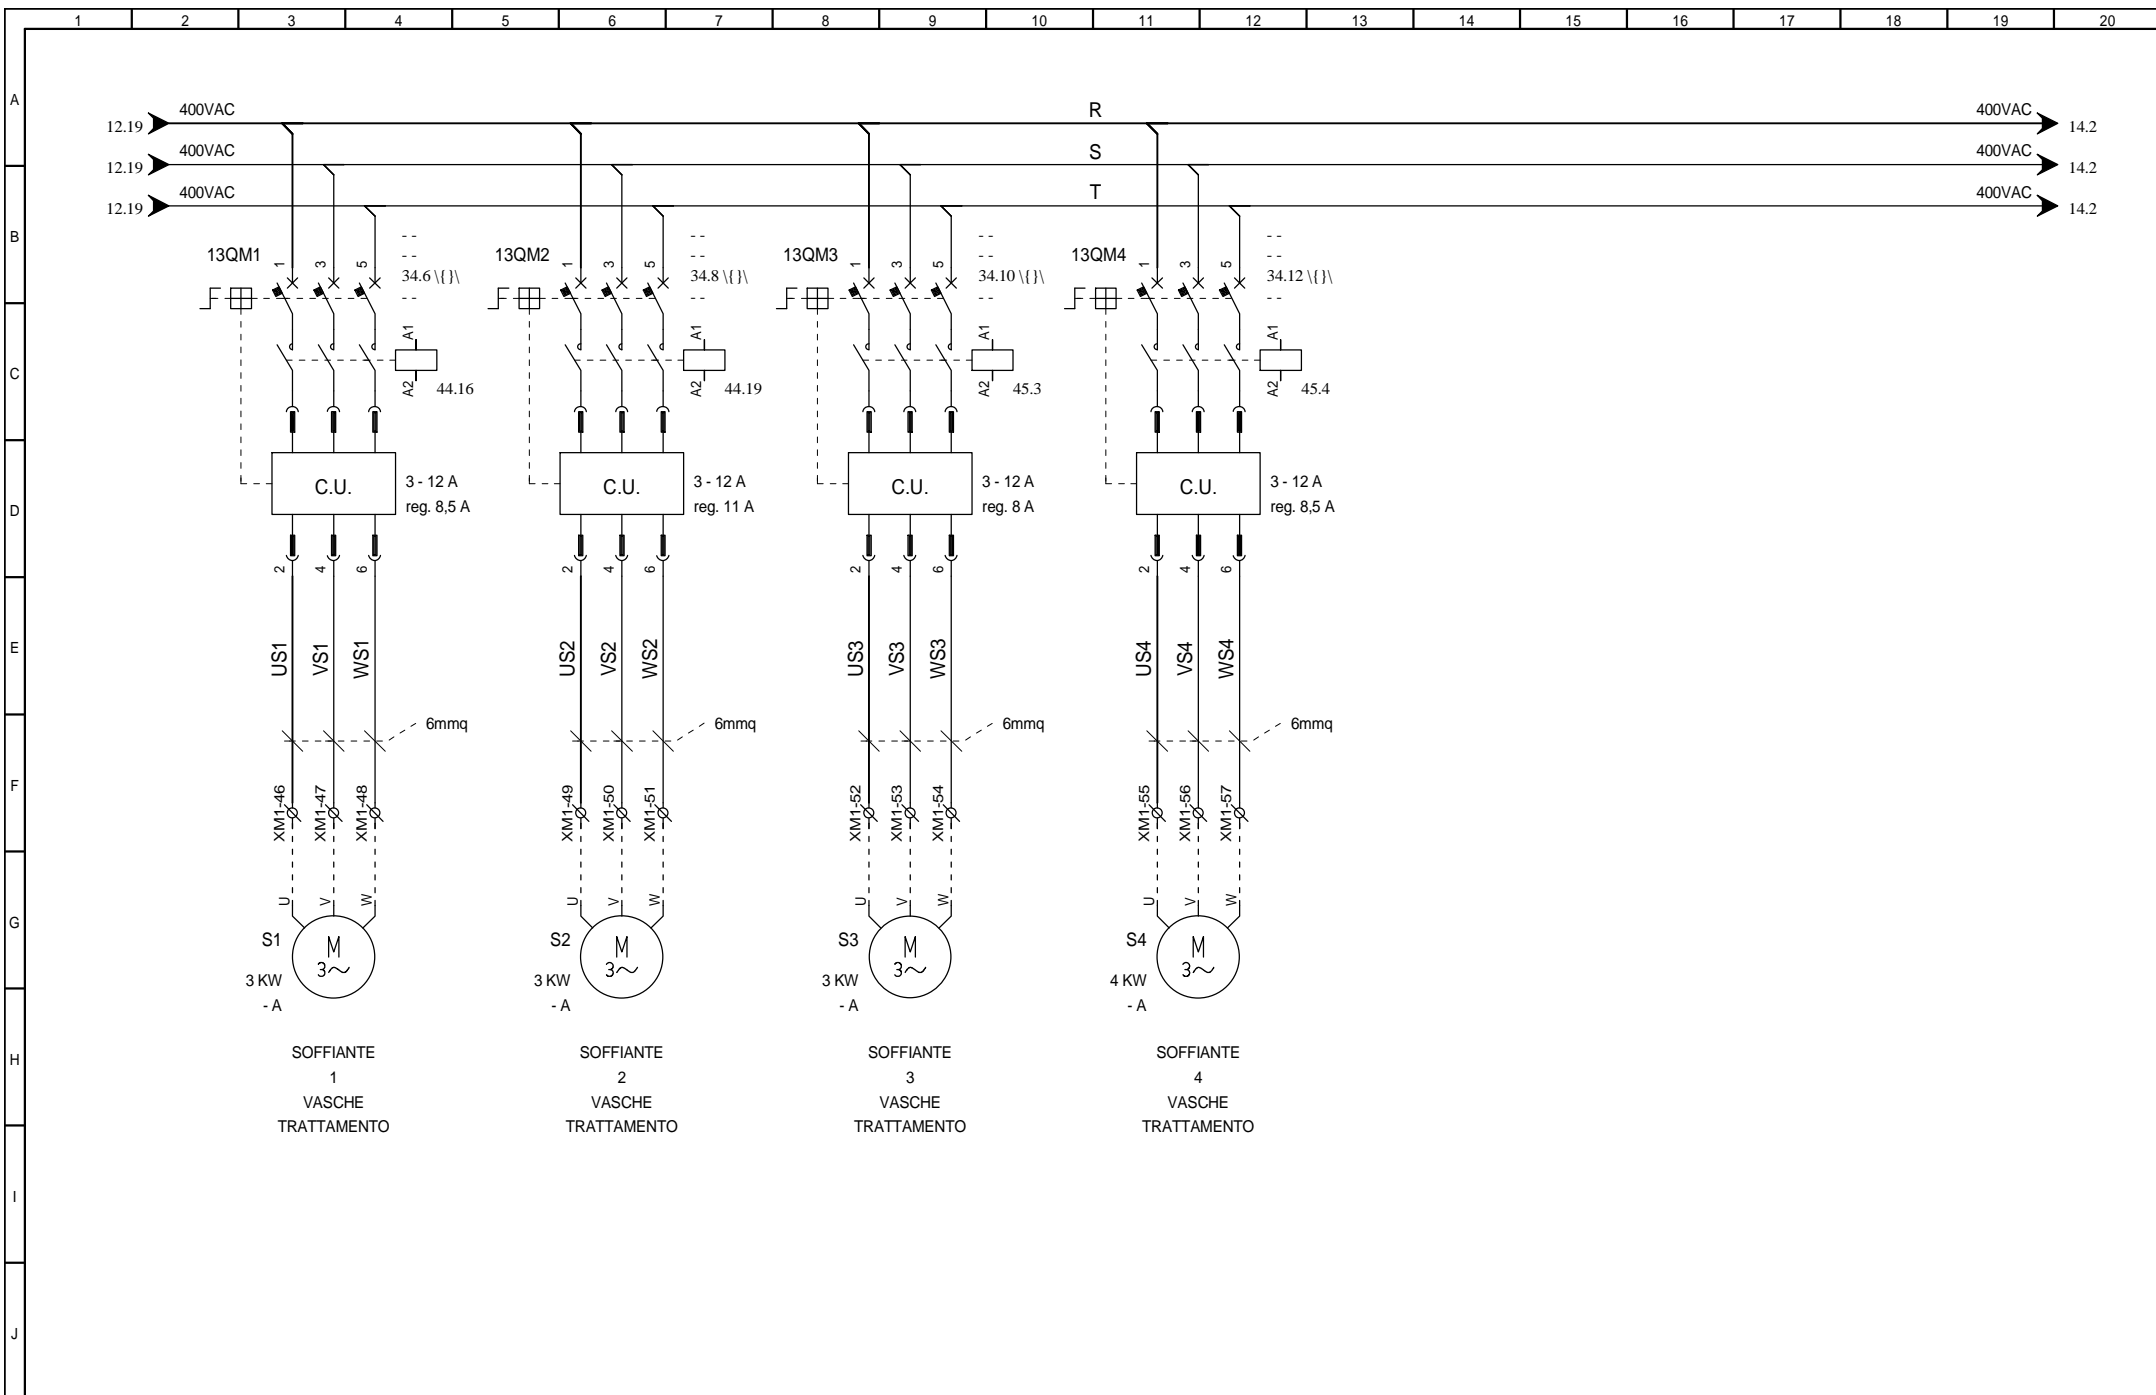 1 2 3 4 5 6 7 8 9 10 11 12 13 14 15 16 17 18 19 20
A
400VAC R 400VAC
12.19 14.2
400VAC S 400VAC
12.19 14.2
400VAC T 400VAC
12.19 14.2
B
- - - - - - - -
13QM1 - - 13QM2 - - 13QM3 - - 13QM4 - -
1 3 5 1 3 5 1 3 5 1 3 5
34.6 \{ }\ 34.8 \{ }\ 34.10 \{ }\ 34.12 \{ }\
- - - - - - - -
A1 A1 A1 A1
C
A2 44.16 A2 44.19 A2 45.3 A2 45.4
C.U. 3 - 12 A C.U. 3 - 12 A C.U. 3 - 12 A C.U. 3 - 12 A
D
reg. 8,5 A reg. 11 A reg. 8 A reg. 8,5 A
2 4 6 2 4 6 2 4 6 2 4 6
E
US1 VS1 WS1 US2 VS2 WS2 US3 VS3 WS3 US4 VS4 WS4
6mmq 6mmq 6mmq 6mmq
F
XM1-46 XM1-47 XM1-48 XM1-49 XM1-50 XM1-51 XM1-52 XM1-53 XM1-54 XM1-55 XM1-56 XM1-57
U V W U V W U V W U V W
G
S1 M S2 M S3 M S4 M
3~ 3~ 3~ 3~
3 KW 3 KW 3 KW 4 KW
- A - A - A - A
H
SOFFIANTE SOFFIANTE SOFFIANTE SOFFIANTE
1 2 3 4
VASCHE VASCHE VASCHE VASCHE
TRATTAMENTO TRATTAMENTO TRATTAMENTO TRATTAMENTO
I
J